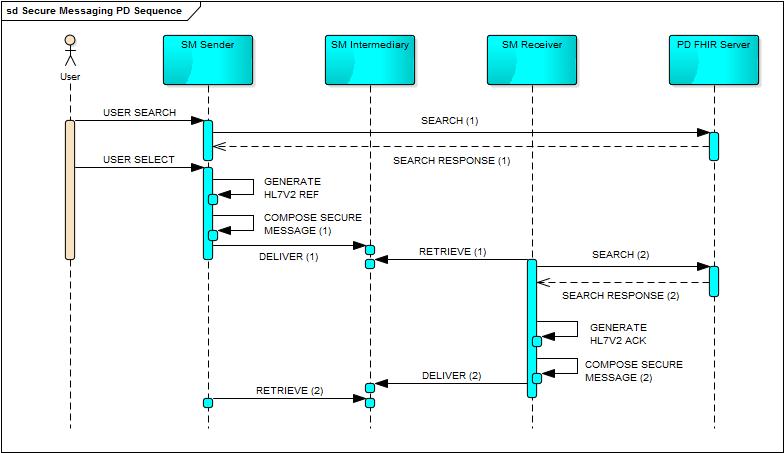 sd Secure Messaging PD Sequence
SM Sender
SM Intermediary
SM Receiver
PD FHIR Server
User
USER SEARCH
SEARCH (1)
SEARCH RESPONSE (1)
USER SELECT
GENERATE
HL7V2 REF
COMPOSE SECURE
MESSAGE (1)
DELIVER (1)
RETRIEVE (1)
SEARCH (2)
SEARCH RESPONSE (2)
GENERATE
HL7V2 ACK
COMPOSE SECURE
MESSAGE (2)
DELIVER (2)
RETRIEVE (2)